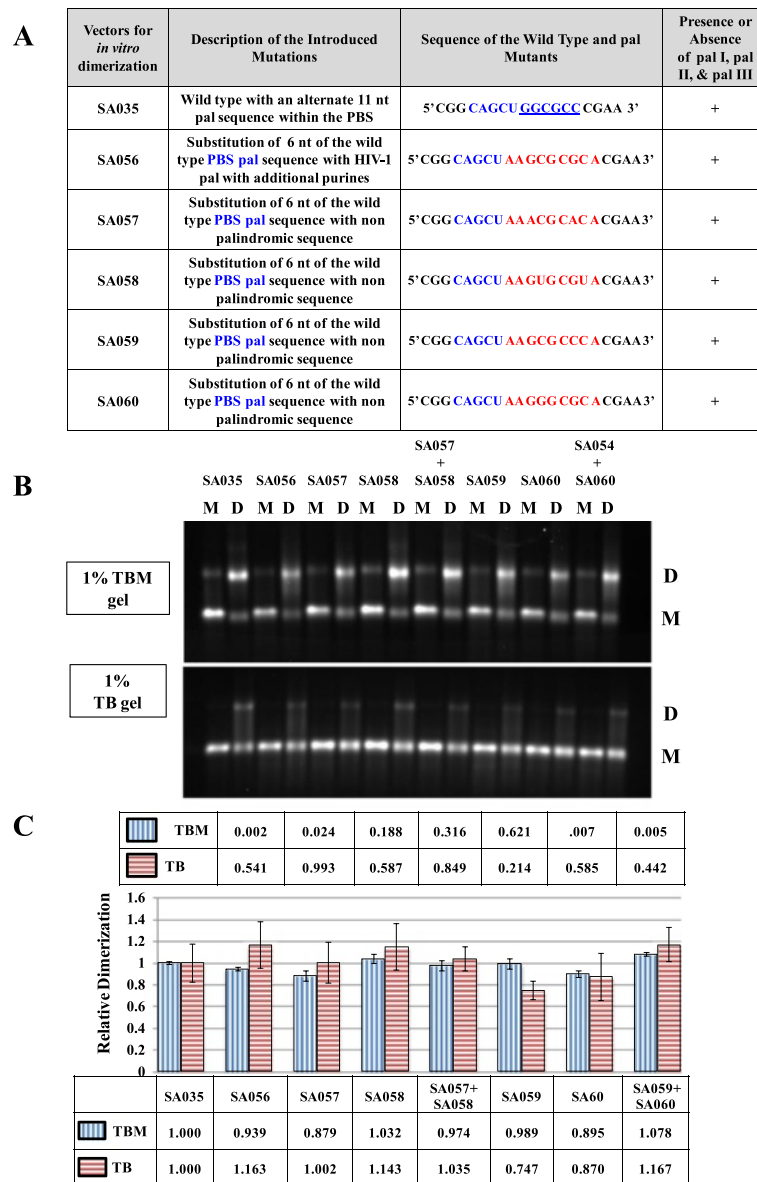 A
Vectors for in vitro dimerization
Description of the Introduced Mutations
Sequence of the Wild Type and pal Mutants
Presence or Absence of pal I, pal II, & pal III
SA035
Wild type with an alternate 11 nt pal sequence within the PBS
5’CGG CAGCU GGCGCC CGAA 3’
+
SA056
Substitution of 6 nt of the wild type PBS pal sequence with HIV-1 pal with additional purines
5’CGG CAGCU AAGCG CGC A CGAA3’
+
SA057
Substitution of 6 nt of the wild type PBS pal sequence with non palindromic sequence
5’CGG CAGCU AAACG CAC A CGAA3’
+
SA058
Substitution of 6 nt of the wild type PBS pal sequence with non palindromic sequence
5’CGG CAGCU AAGUG CGU A CGAA3’
+
SA059
Substitution of 6 nt of the wild type PBS pal sequence with non palindromic sequence
5’CGG CAGCU AAGCG CCC A CGAA3’
+
SA060
Substitution of 6 nt of the wild type PBS pal sequence with non palindromic sequence
5’CGG CAGCU AAGGG CGC A CGAA3’
+
B
SA035 SA056 SA057 SA058 SA057 + SA058 SA059 SA060 SA054 + SA060
M D M D M D M D M D M D M D M D
1% TBM gel
D
M
1% TB gel
D
M
C
TBM 0.002 0.024 0.188 0.316 0.621 .007 0.005
TB 0.541 0.993 0.587 0.849 0.214 0.585 0.442
Relative Dimerization
1.6
1.4
1.2
1
0.8
0.6
0.4
0.2
0
SA035 SA056 SA057 SA058 SA057+ SA058 SA059 SA60 SA059+ SA060
TBM 1.000 0.939 0.879 1.032 0.974 0.989 0.895 1.078
TB 1.000 1.163 1.002 1.143 1.035 0.747 0.870 1.167